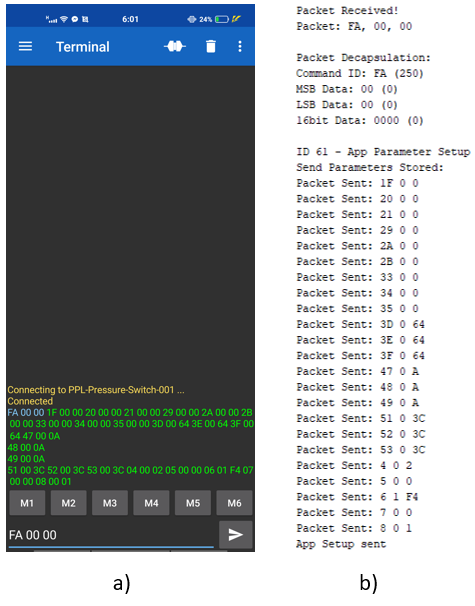 6:01
24%
Terminal
Connecting to PPL-Pressure-Switch-001 ...
Connected
FA 00 00 1F 00 00 20 00 00 21 00 00 29 00 00 2A 00 00 2B
00 00 33 00 00 34 00 00 35 00 00 3D 00 64 3E 00 64 3F 00
64 47 00 0A
48 00 0A
49 00 0A
51 00 3C 52 00 3C 53 00 3C 04 00 02 05 00 00 06 01 F4 07
00 00 08 00 01
M1 M2 M3 M4 M5 M6
FA 00 00
a)
Packet Received!
Packet: FA, 00, 00
Packet Decapsulation:
Command ID: FA (250)
MSB Data: 00 (0)
LSB Data: 00 (0)
16bit Data: 0000 (0)
ID 61 - App Parameter Setup
Send Parameters Stored:
Packet Sent: 1F 0 0
Packet Sent: 20 0 0
Packet Sent: 21 0 0
Packet Sent: 29 0 0
Packet Sent: 2A 0 0
Packet Sent: 2B 0 0
Packet Sent: 33 0 0
Packet Sent: 34 0 0
Packet Sent: 35 0 0
Packet Sent: 3D 0 64
Packet Sent: 3E 0 64
Packet Sent: 3F 0 64
Packet Sent: 47 0 A
Packet Sent: 48 0 A
Packet Sent: 49 0 A
Packet Sent: 51 0 3C
Packet Sent: 52 0 3C
Packet Sent: 53 0 3C
Packet Sent: 4 0 2
Packet Sent: 5 0 0
Packet Sent: 6 1 F4
Packet Sent: 7 0 0
Packet Sent: 8 0 1
App Setup sent
b)